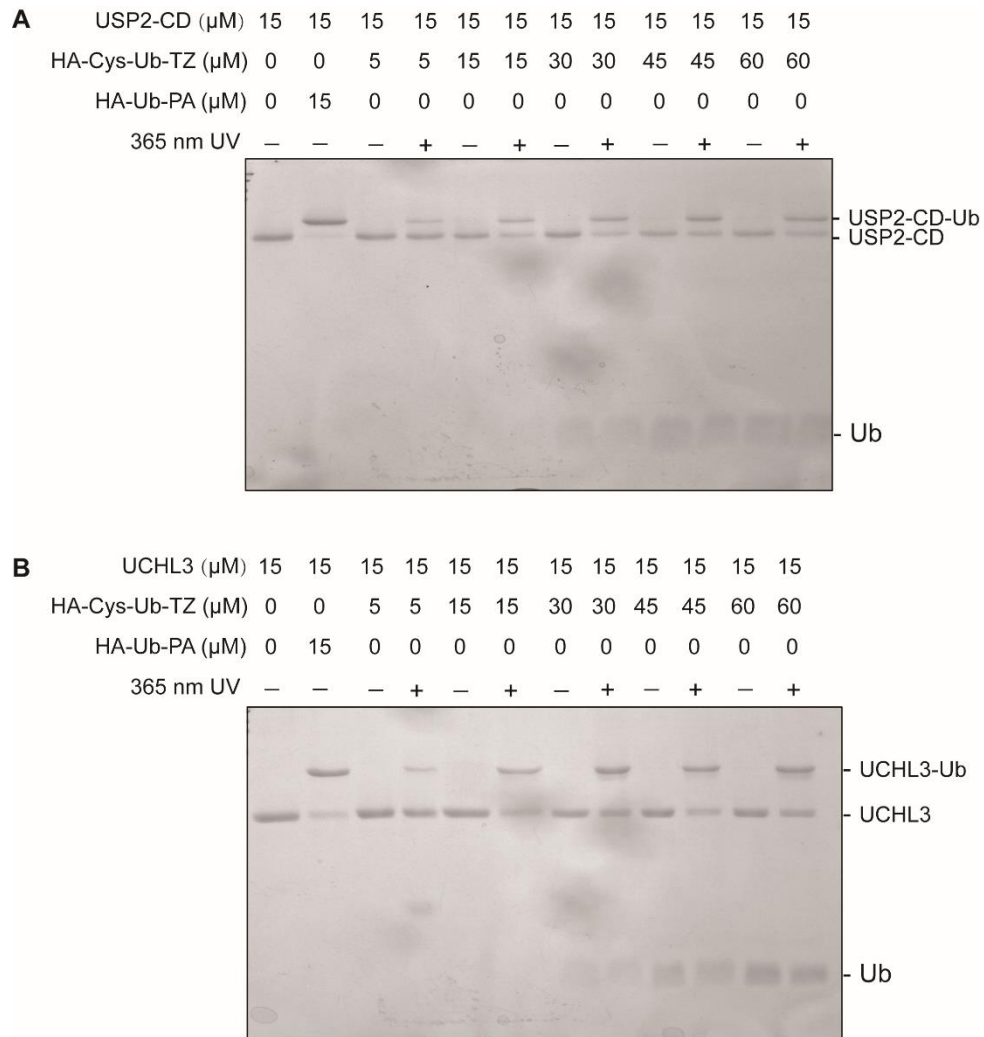 A
USP2-CD (μM) 15 15 15 15 15 15 15 15 15 15 15 15
HA-Cys-Ub-TZ (μM) 0 0 5 5 15 15 30 30 45 45 60 60
HA-Ub-PA (μM) 0 15 0 0 0 0 0 0 0 0 0 0
365 nm UV – – – + – + – + – + – +
- USP2-CD-Ub
- USP2-CD
- Ub
B
UCHL3 (μM) 15 15 15 15 15 15 15 15 15 15 15 15
HA-Cys-Ub-TZ (μM) 0 0 5 5 15 15 30 30 45 45 60 60
HA-Ub-PA (μM) 0 15 0 0 0 0 0 0 0 0 0 0
365 nm UV – – – + – + – + – + – +
- UCHL3-Ub
- UCHL3
- Ub